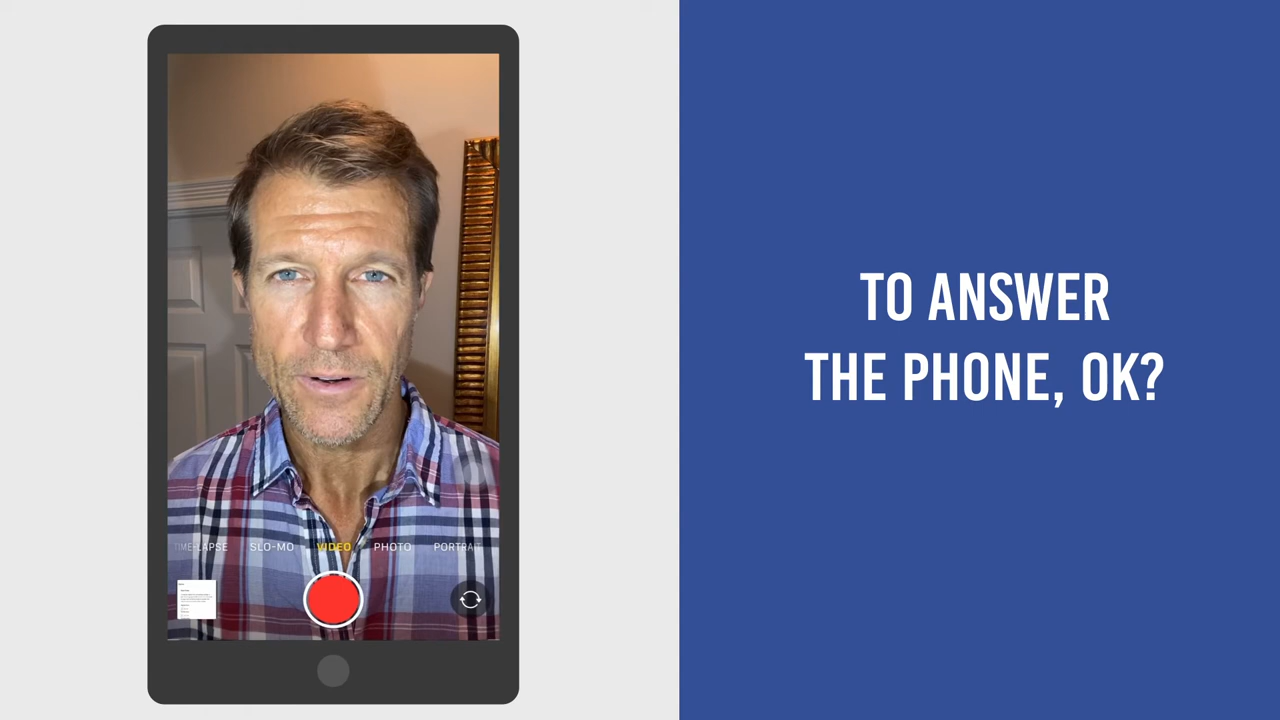 TO ANSWER
THE PHONE, OK?
TIME-LAPSE SLO-MO VIDEO PHOTO PORTRAIT